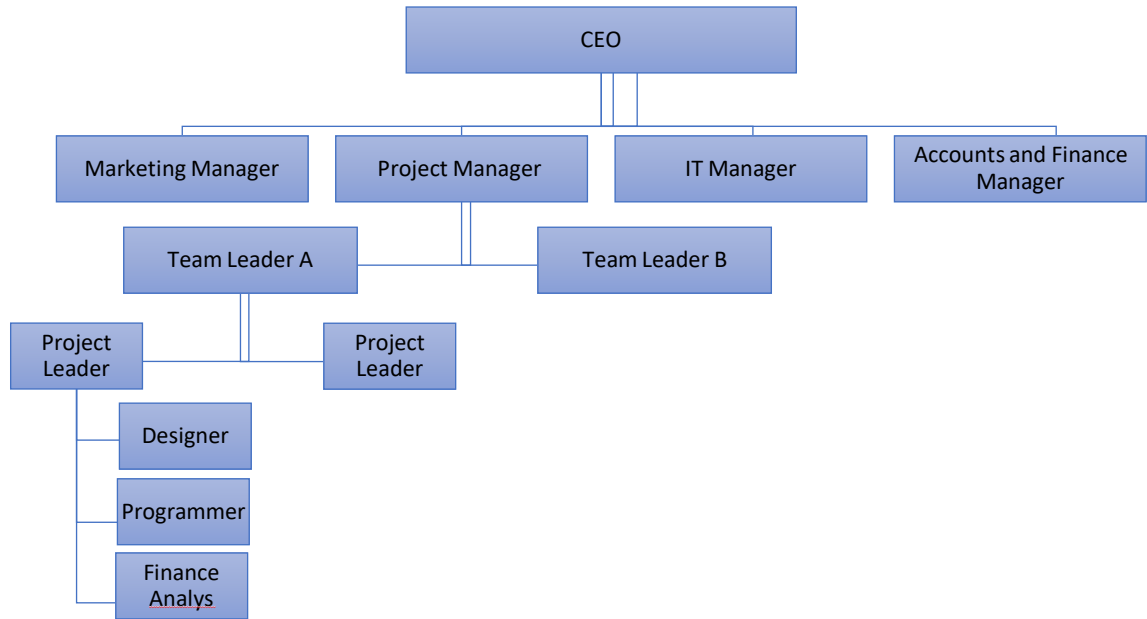 CEO
Marketing Manager
Project Manager
IT Manager
Accounts and Finance
Manager
Team Leader A
Team Leader B
Project
Leader
Project
Leader
Designer
Programmer
Finance
Analys